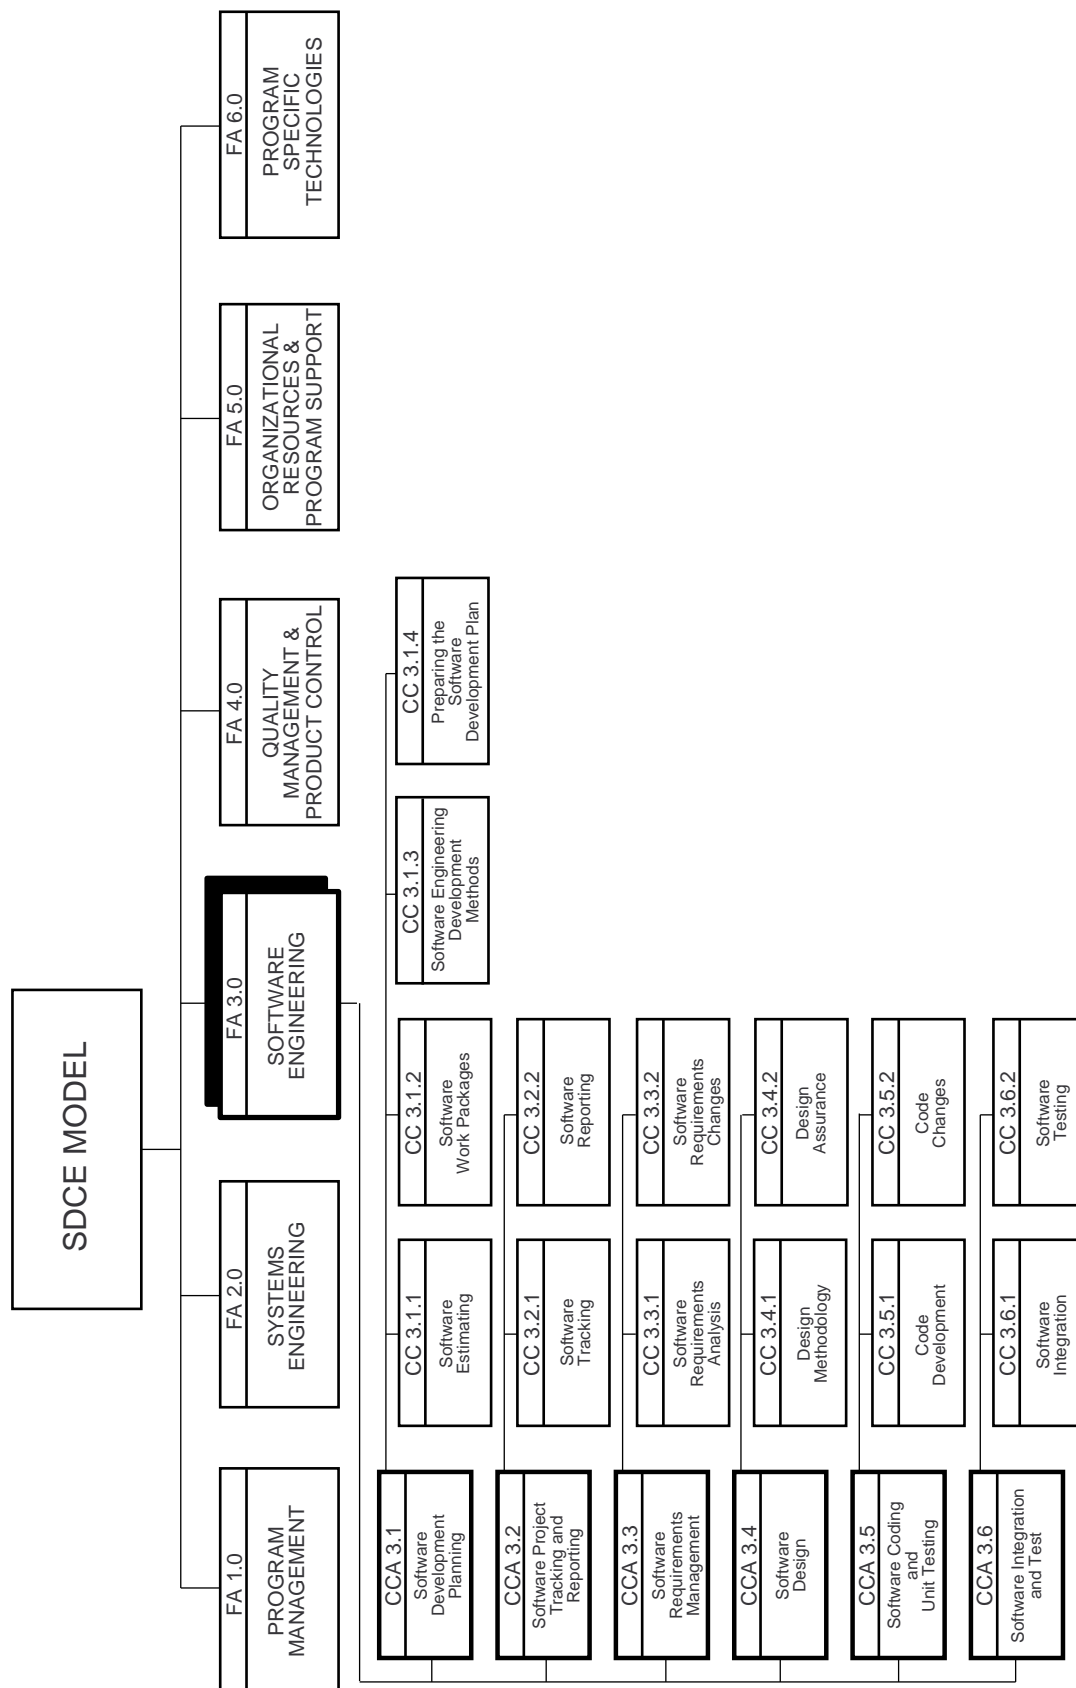 SDCE MODEL
FA 1.0
PROGRAM
MANAGEMENT
FA 2.0
SYSTEMS
ENGINEERING
FA 3.0
SOFTWARE
ENGINEERING
FA 4.0
QUALITY
MANAGEMENT &
PRODUCT CONTROL
FA 5.0
ORGANIZATIONAL
RESOURCES &
PROGRAM SUPPORT
FA 6.0
PROGRAM
SPECIFIC
TECHNOLOGIES
CCA 3.1
Software
Development
Planning
CC 3.1.1
Software
Estimating
CC 3.1.2
Software
Work Packages
CC 3.1.3
Software Engineering
Development
Methods
CC 3.1.4
Preparing the
Software
Development Plan
CCA 3.2
Software Project
Tracking and
Reporting
CC 3.2.1
Software
Tracking
CC 3.2.2
Software
Reporting
CCA 3.3
Software
Requirements
Management
CC 3.3.1
Software
Requirements
Analysis
CC 3.3.2
Software
Requirements
Changes
CCA 3.4
Software
Design
CC 3.4.1
Design
Methodology
CC 3.4.2
Design
Assurance
CCA 3.5
Software Coding
and
Unit Testing
CC 3.5.1
Code
Development
CC 3.5.2
Code
Changes
CCA 3.6
Software Integration
and Test
CC 3.6.1
Software
Integration
CC 3.6.2
Software
Testing